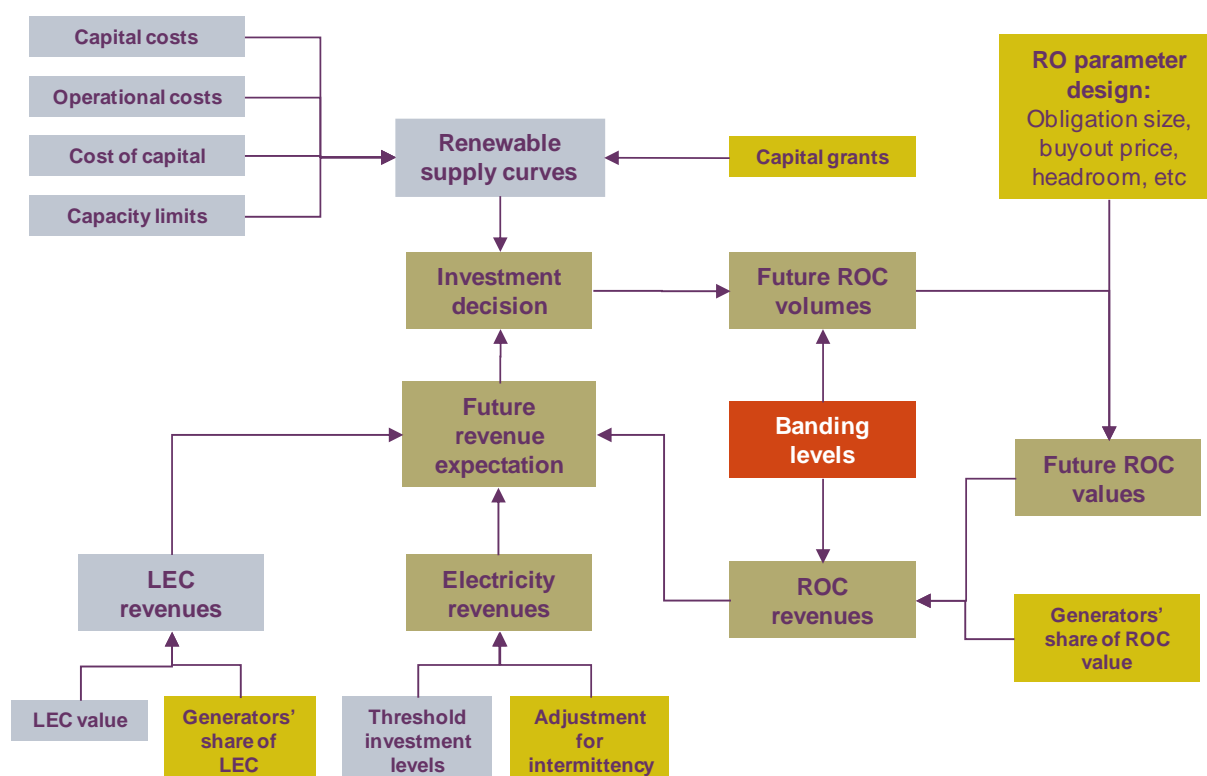 Capital costs
Operational costs
Cost of capital
Capacity limits
Renewable
supply curves
Capital grants
RO parameter
design:
Obligation size,
buyout price,
headroom, etc
Investment
decision
Future ROC
volumes
Future
revenue
expectation
Banding
levels
Future ROC
values
LEC
revenues
Electricity
revenues
ROC
revenues
Generators’
share of ROC
value
LEC value
Generators’
share of
LEC
Threshold
investment
levels
Adjustment
for
intermittency